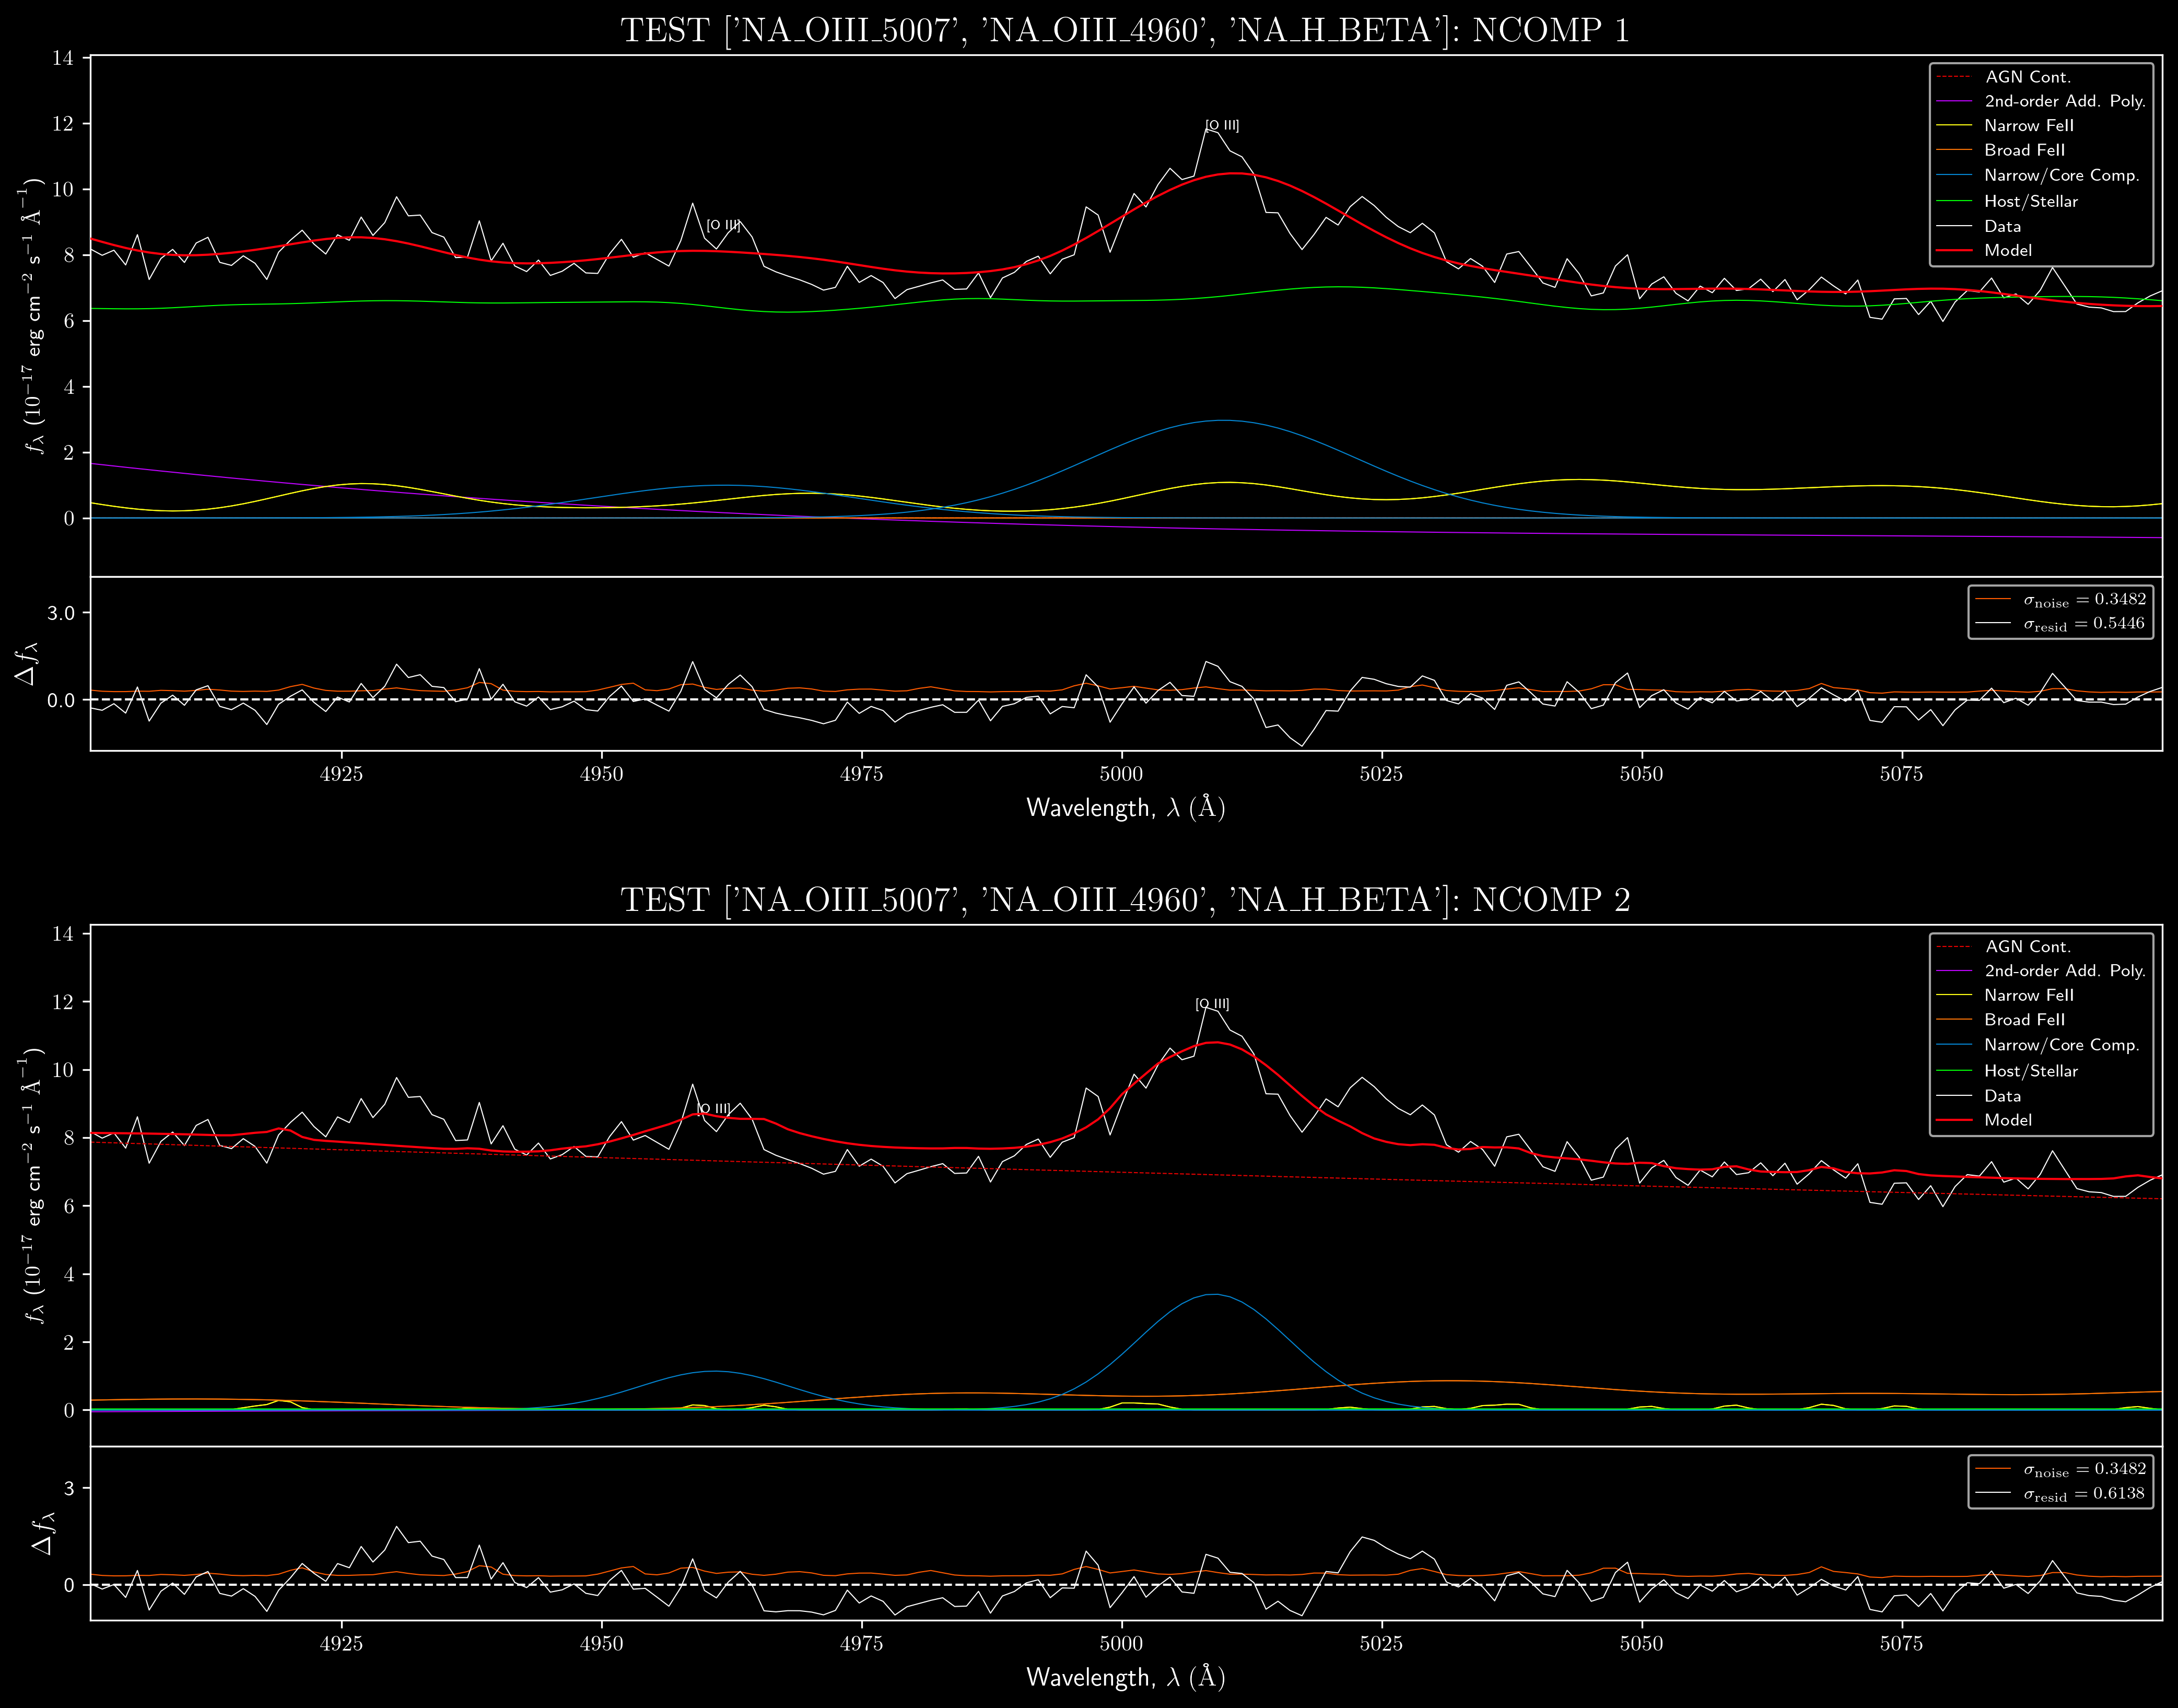 TEST ['NA_OIII_5007', 'NA_OIII_4960', 'NA_H_BETA']: NCOMP 1
14
12
10
8
6
4
2
0
fλ (10⁻¹⁷ erg cm⁻² s⁻¹ Å⁻¹)
[O III]
[O III]
AGN Cont.
2nd-order Add. Poly.
Narrow FeII
Broad FeII
Narrow/Core Comp.
Host/Stellar
Data
Model
3.0
0.0
Δfλ
σnoise = 0.3482
σresid = 0.5446
4925 4950 4975 5000 5025 5050 5075
Wavelength, λ (Å)
TEST ['NA_OIII_5007', 'NA_OIII_4960', 'NA_H_BETA']: NCOMP 2
14
12
10
8
6
4
2
0
fλ (10⁻¹⁷ erg cm⁻² s⁻¹ Å⁻¹)
[O III]
[O III]
AGN Cont.
2nd-order Add. Poly.
Narrow FeII
Broad FeII
Narrow/Core Comp.
Host/Stellar
Data
Model
3
0
Δfλ
σnoise = 0.3482
σresid = 0.6138
4925 4950 4975 5000 5025 5050 5075
Wavelength, λ (Å)